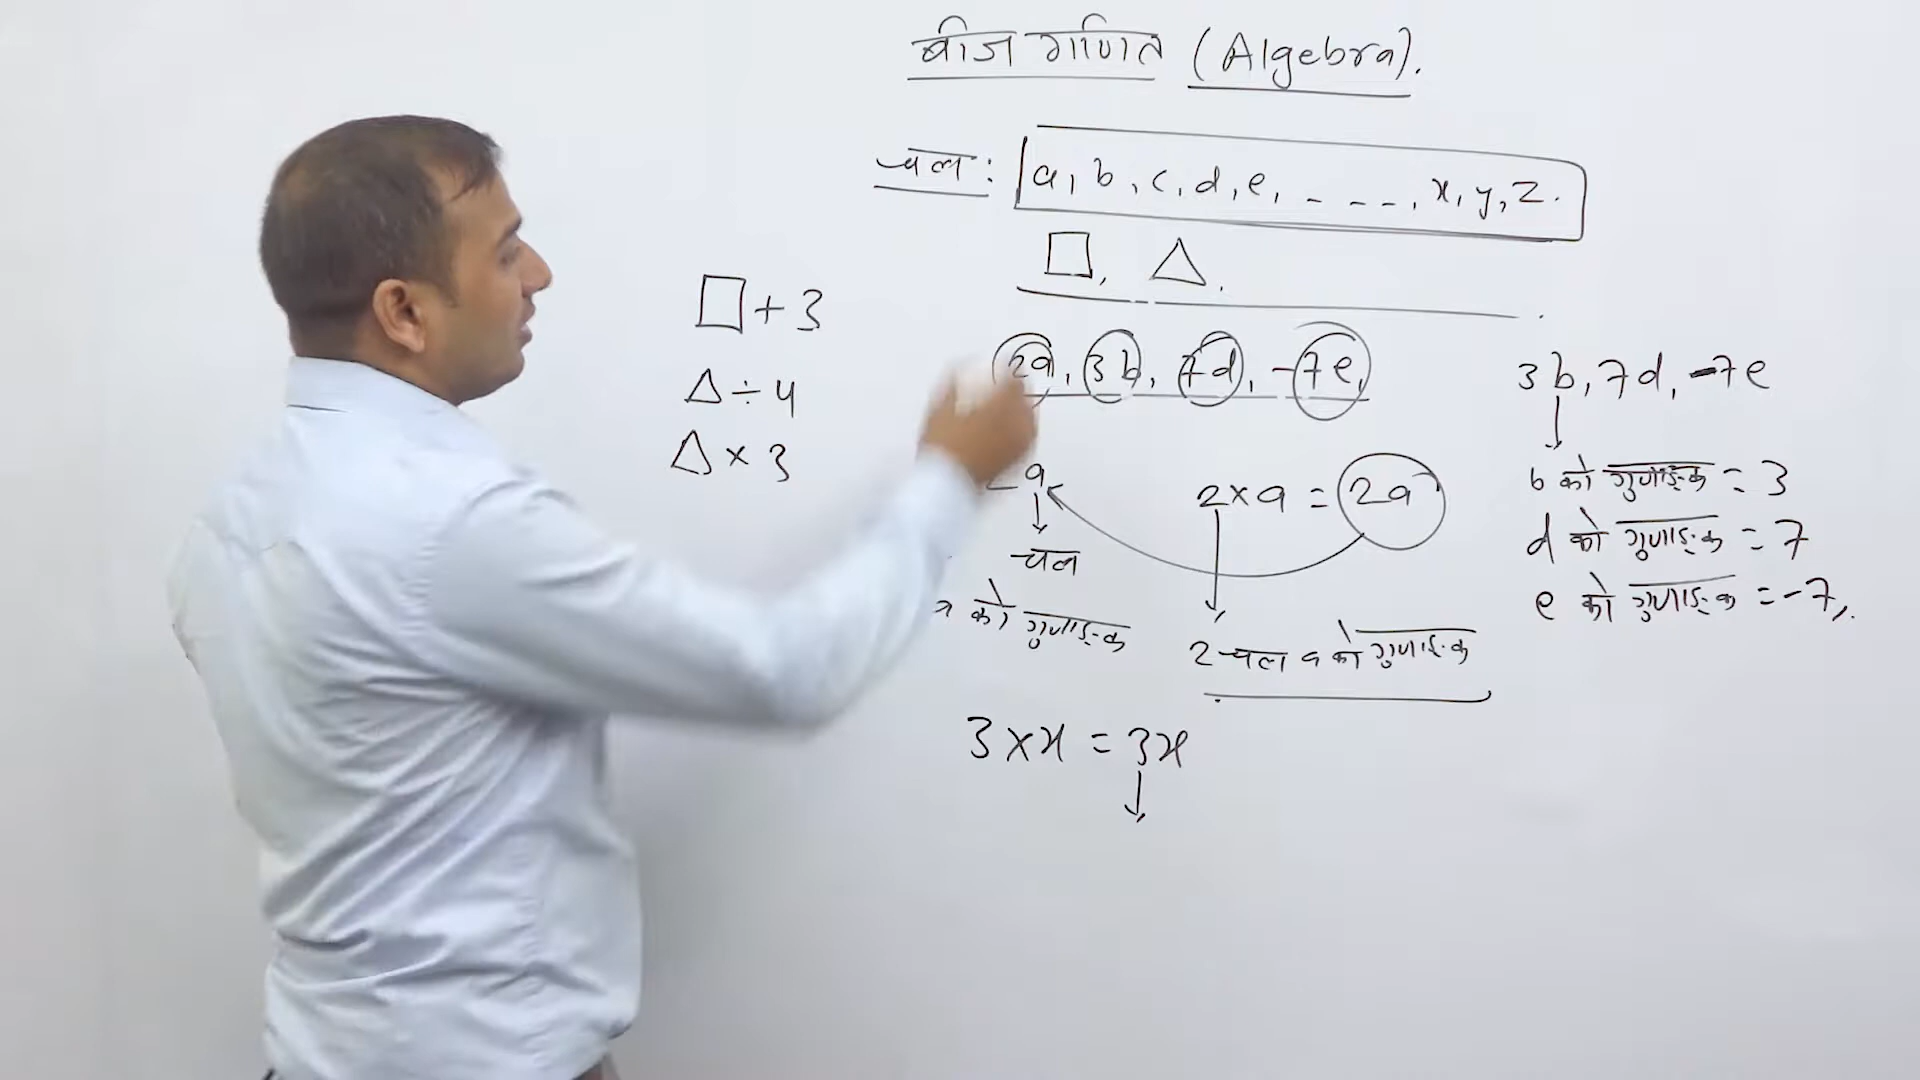 बीज गणित (Algebra).
चल : a, b, c, d, e, - - - -, x, y, z.
□, △.
□ + 3
△ ÷ 4
△ × 3
2a, 3b, 7d, -7e,
2a
चल
को गुणाङ्क
2×a = 2a
2 चल a को गुणाङ्क
3×x = 3x
3b, 7d, -7e
b को गुणाङ्क = 3
d को गुणाङ्क = 7
e को गुणाङ्क = -7,